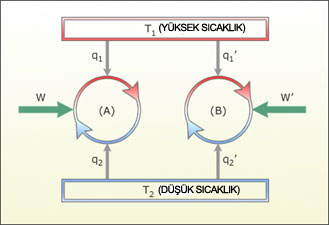 T₁ (YÜKSEK SICAKLIK)
q₁ q₁′
W (A) (B) W′
q₂ q₂′
T₂ (DÜŞÜK SICAKLIK)